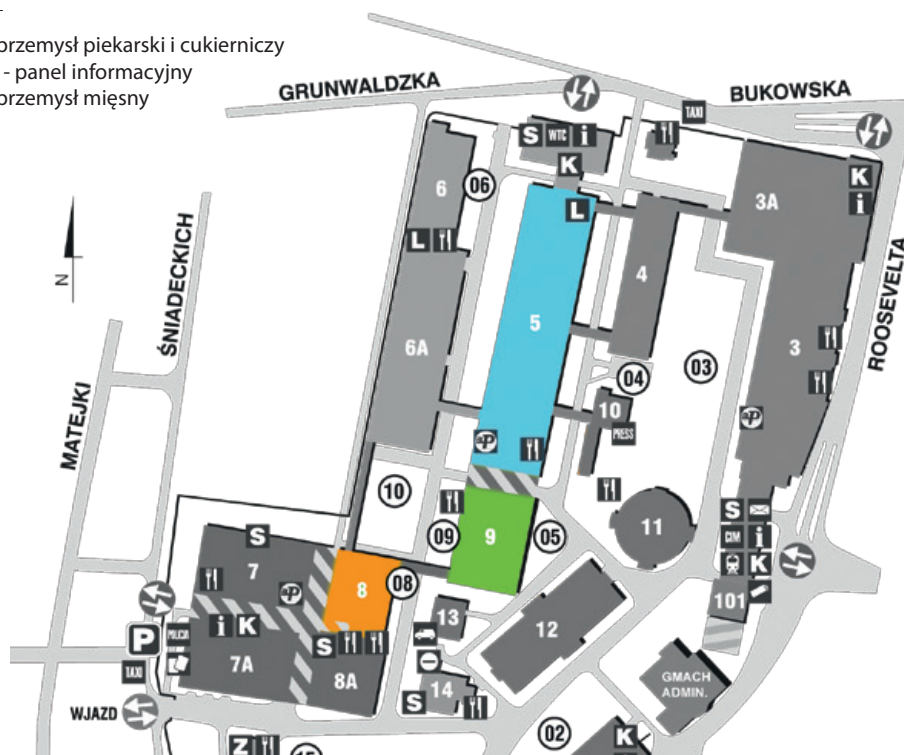 przemysł piekarski i cukierniczy
- panel informacyjny
przemysł mięsny
GRUNWALDZKA
BUKOWSKA
TAXI
S WTC i
K
K
i
6
06
3A
L
L
4
N
ŚNIADECKICH
ROOSEVELTA
5
3
6A
04
03
MATEJKI
10
PRESS
P
P
10
S
11
09
9
05
CIM i
S
7
K
P
8
08
101
13
i K
12
P
POLICJA
S
7A
8A
TAXI
GMACH
ADMIN.
14
S
WJAZD
02
K
Z
15